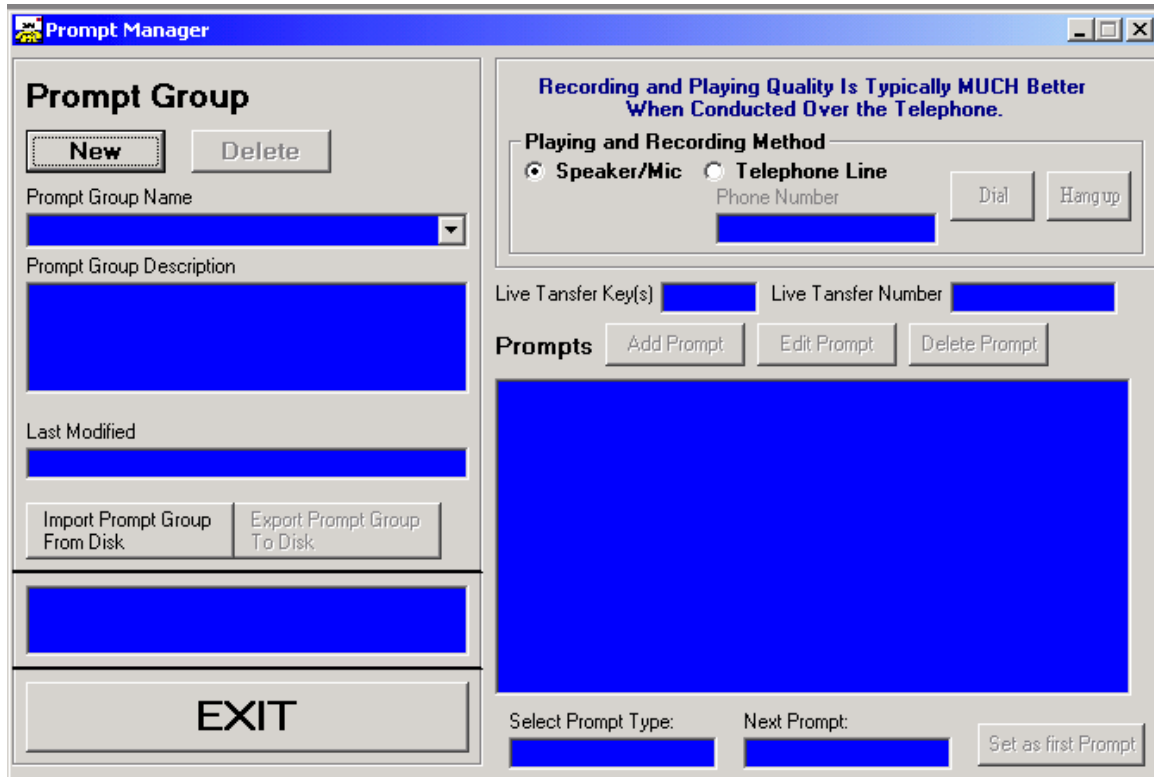 Prompt Manager
Prompt Group
New
Delete
Prompt Group Name
Prompt Group Description
Last Modified
Import Prompt Group
From Disk
Export Prompt Group
To Disk
EXIT
Recording and Playing Quality Is Typically MUCH Better
When Conducted Over the Telephone.
Playing and Recording Method
Speaker/Mic
Telephone Line
Phone Number
Dial
Hang up
Live Tansfer Key(s)
Live Tansfer Number
Prompts
Add Prompt
Edit Prompt
Delete Prompt
Select Prompt Type:
Next Prompt:
Set as first Prompt